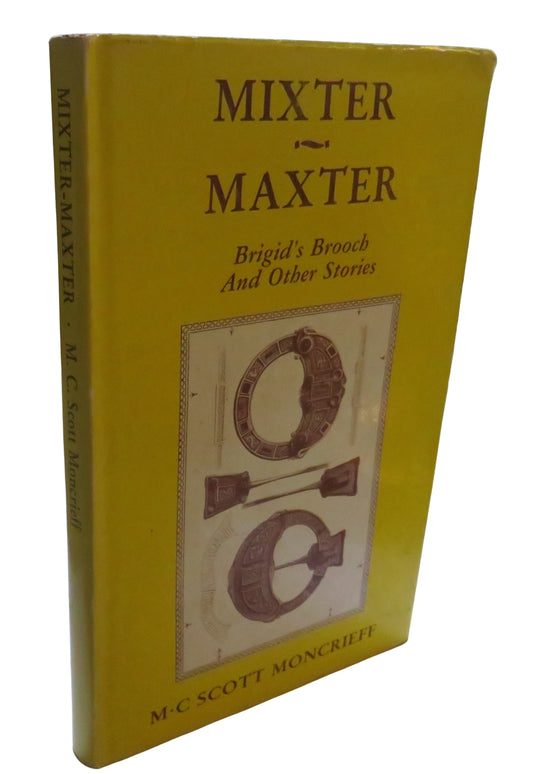 MIXTER
~
MAXTER
Brigid's Brooch
And Other Stories
M·C SCOTT MONCRIEFF
MIXTER-MAXTER · M. C. Scott Moncrieff